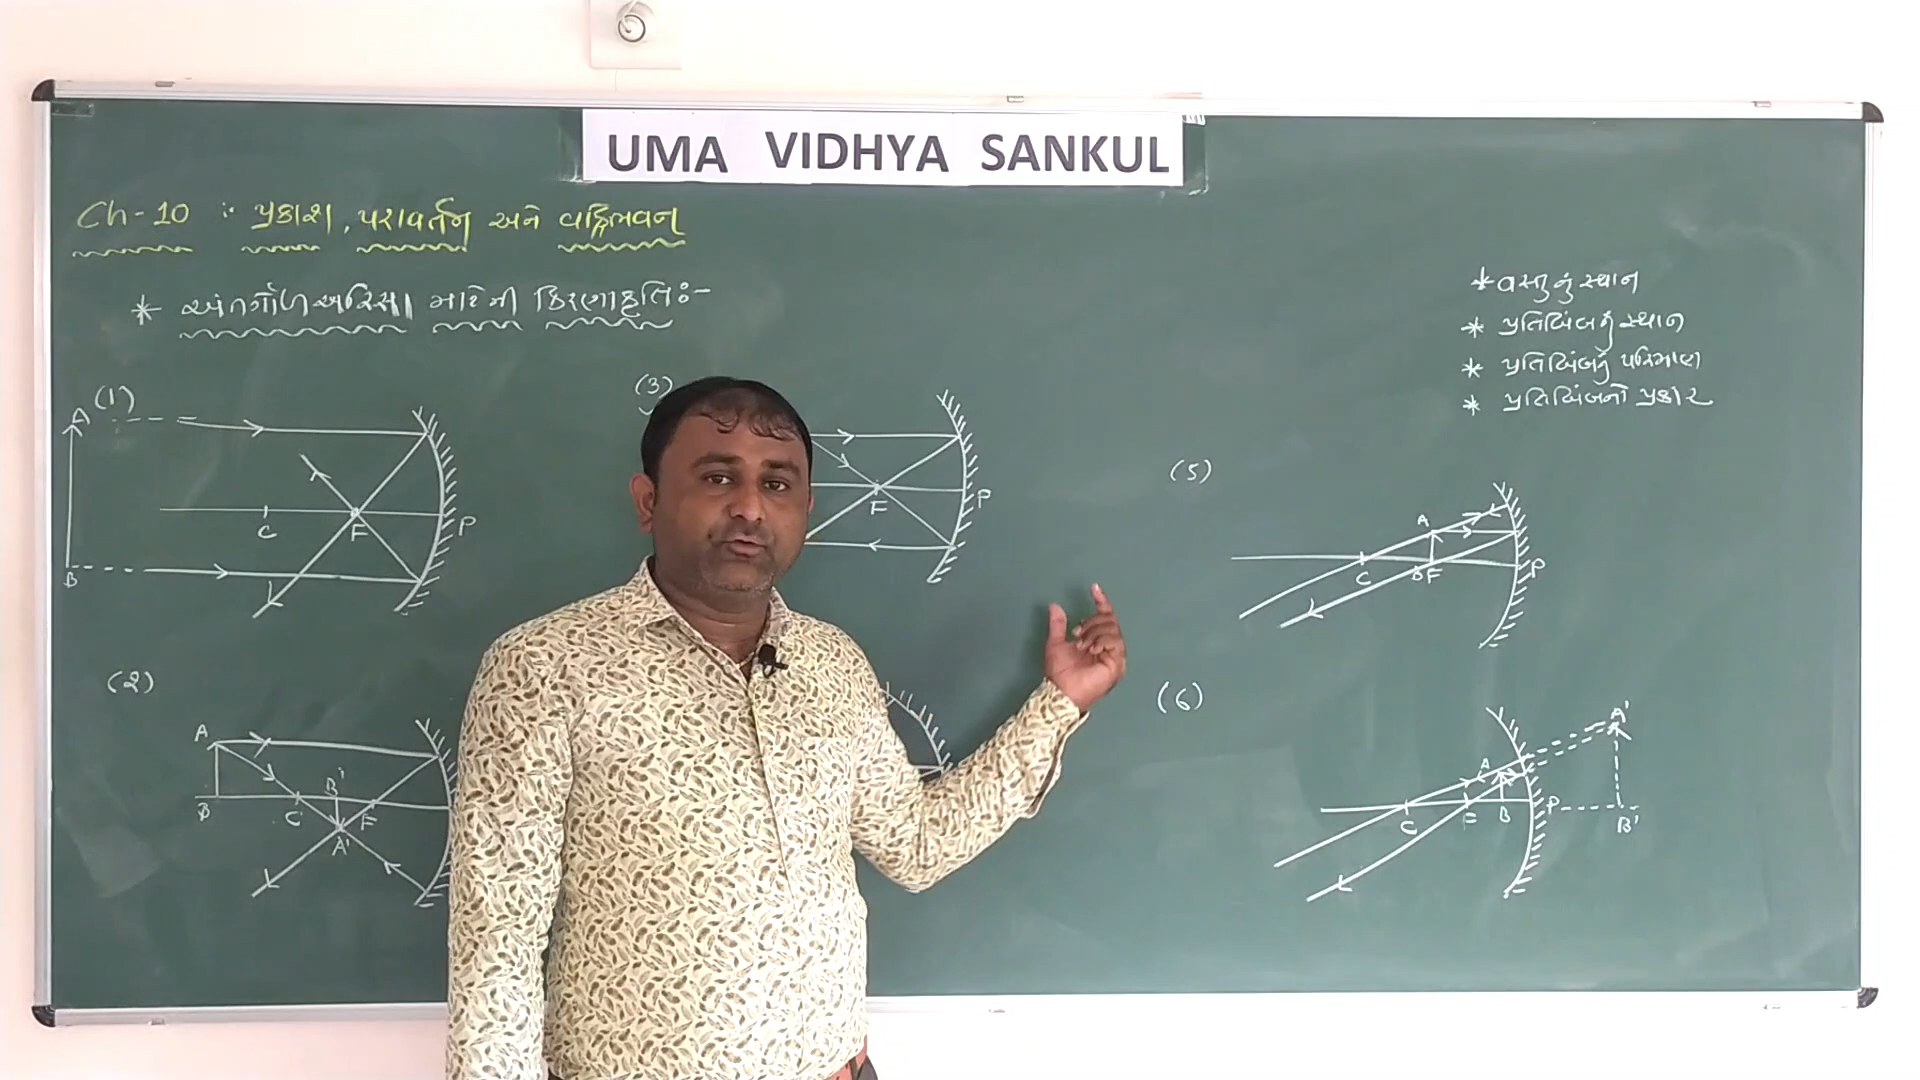 UMA VIDHYA SANKUL
Ch-10 : પ્રકાશ, પરાવર્તન અને વક્રીભવન
* અંતર્ગોળ અરિસા માટેની કિરણાકૃતિ:-
* વસ્તુનું સ્થાન
* પ્રતિબિંબનું સ્થાન
* પ્રતિબિંબનું પરિમાણ
* પ્રતિબિંબનો પ્રકાર
(1)
A
C F P
B
(2)
A
B'
B C F
A'
(3)
F P
(5)
A
C B F P
(6)
A'
A
C F B P B'